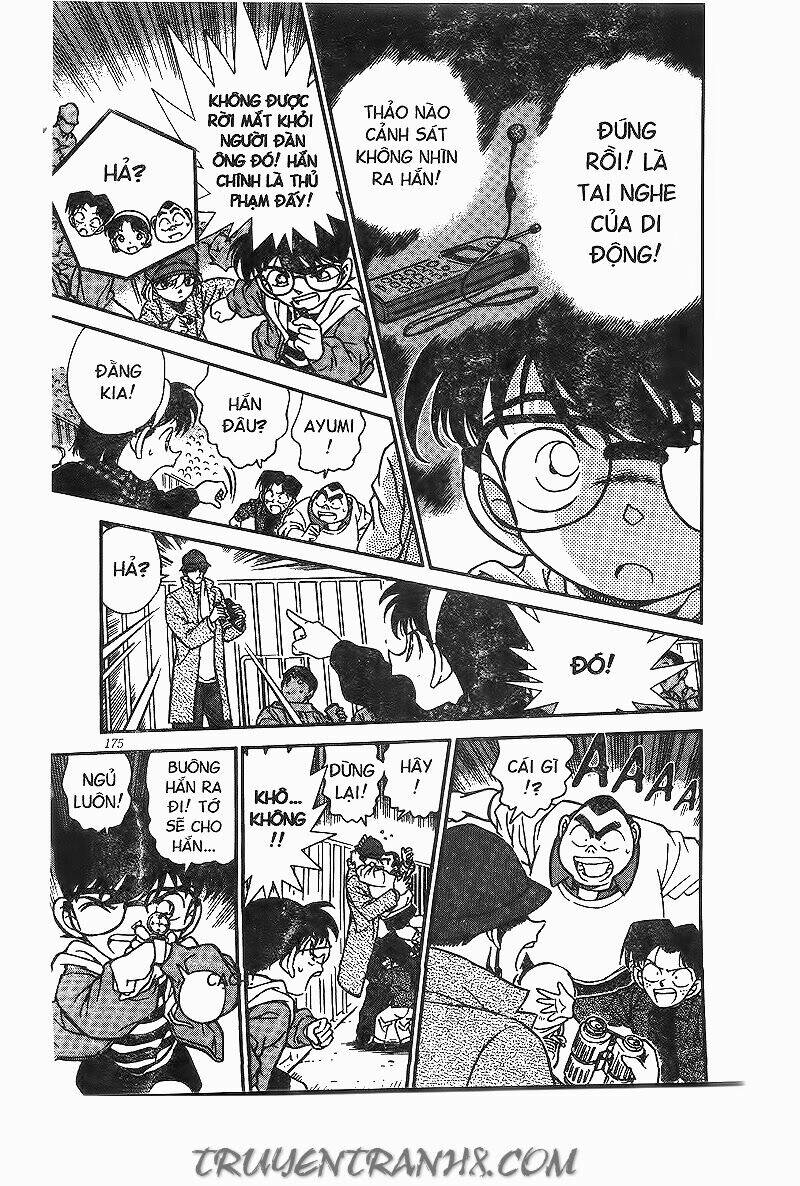 ĐÚNG
RỒI! LÀ
TAI NGHE
CỦA DI
ĐỘNG!
THẢO NÀO
CẢNH SÁT
KHÔNG NHÌN
RA HẮN!
KHÔNG ĐƯỢC
RỜI MẮT KHỎI
NGƯỜI ĐÀN
ÔNG ĐÓ! HẮN
CHÍNH LÀ THỦ
PHẠM ĐẤY!
HẢ?
ĐẰNG
KIA!
HẮN
ĐÂU?
AYUMI
!
HẢ?
ĐÓ!
175
NGỦ
LUÔN!
BUÔNG
HẮN RA
ĐI! TỚ
SẼ CHO
HẮN...
KHÔ...
KHÔNG
!!
DỪNG
LẠI!
HÂY
!
CÁI GÌ
!?
AAAA
TRUYENTRANH8.COM